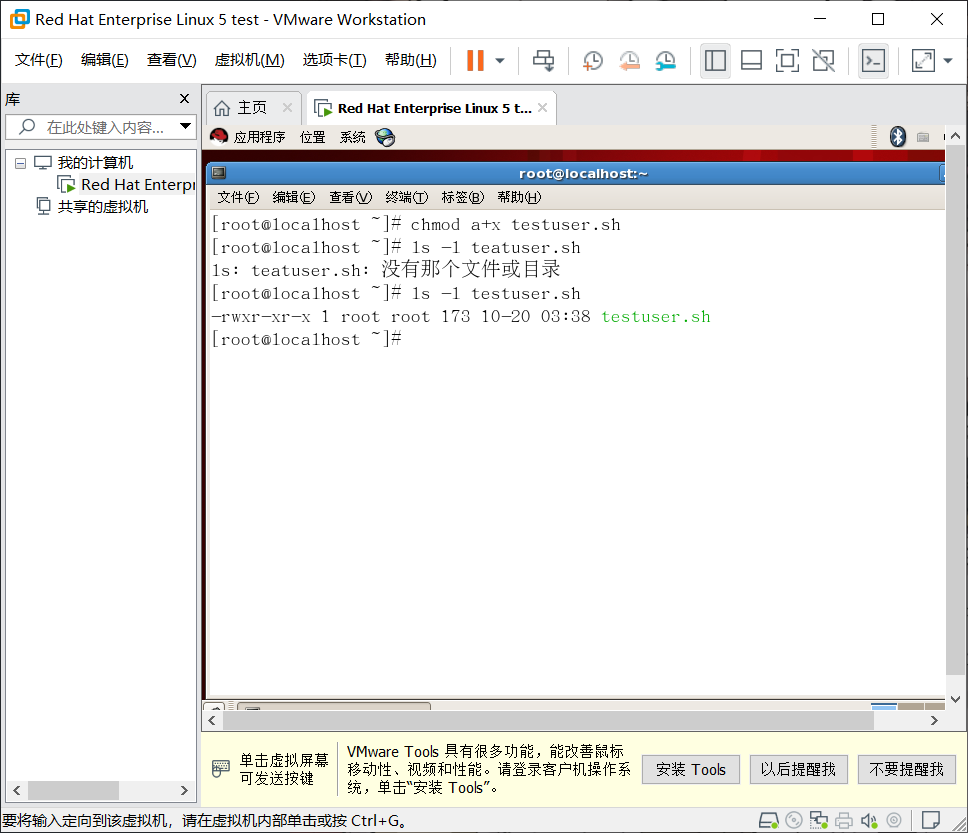 Red Hat Enterprise Linux 5 test - VMware Workstation
文件(F) 编辑(E) 查看(V) 虚拟机(M) 选项卡(T) 帮助(H)
库
在此处键入内容...
我的计算机
Red Hat Enterpr
共享的虚拟机
主页 Red Hat Enterprise Linux 5 t...
应用程序 位置 系统
root@localhost:~
文件(F) 编辑(E) 查看(V) 终端(T) 标签(B) 帮助(H)
[root@localhost ~]# chmod a+x testuser.sh
[root@localhost ~]# ls -l teatuser.sh
ls: teatuser.sh: 没有那个文件或目录
[root@localhost ~]# ls -l testuser.sh
-rwxr-xr-x 1 root root 173 10-20 03:38 testuser.sh
[root@localhost ~]#
单击虚拟屏幕
可发送按键
VMware Tools 具有很多功能，能改善鼠标
移动性、视频和性能。请登录客户机操作系
统，单击“安装 Tools”。
安装 Tools 以后提醒我 不要提醒我
要将输入定向到该虚拟机，请在虚拟机内部单击或按 Ctrl+G。